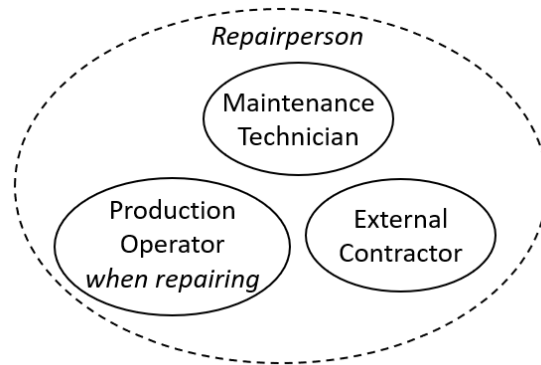 Repairperson
Maintenance
Technician
Production
Operator
when repairing
External
Contractor